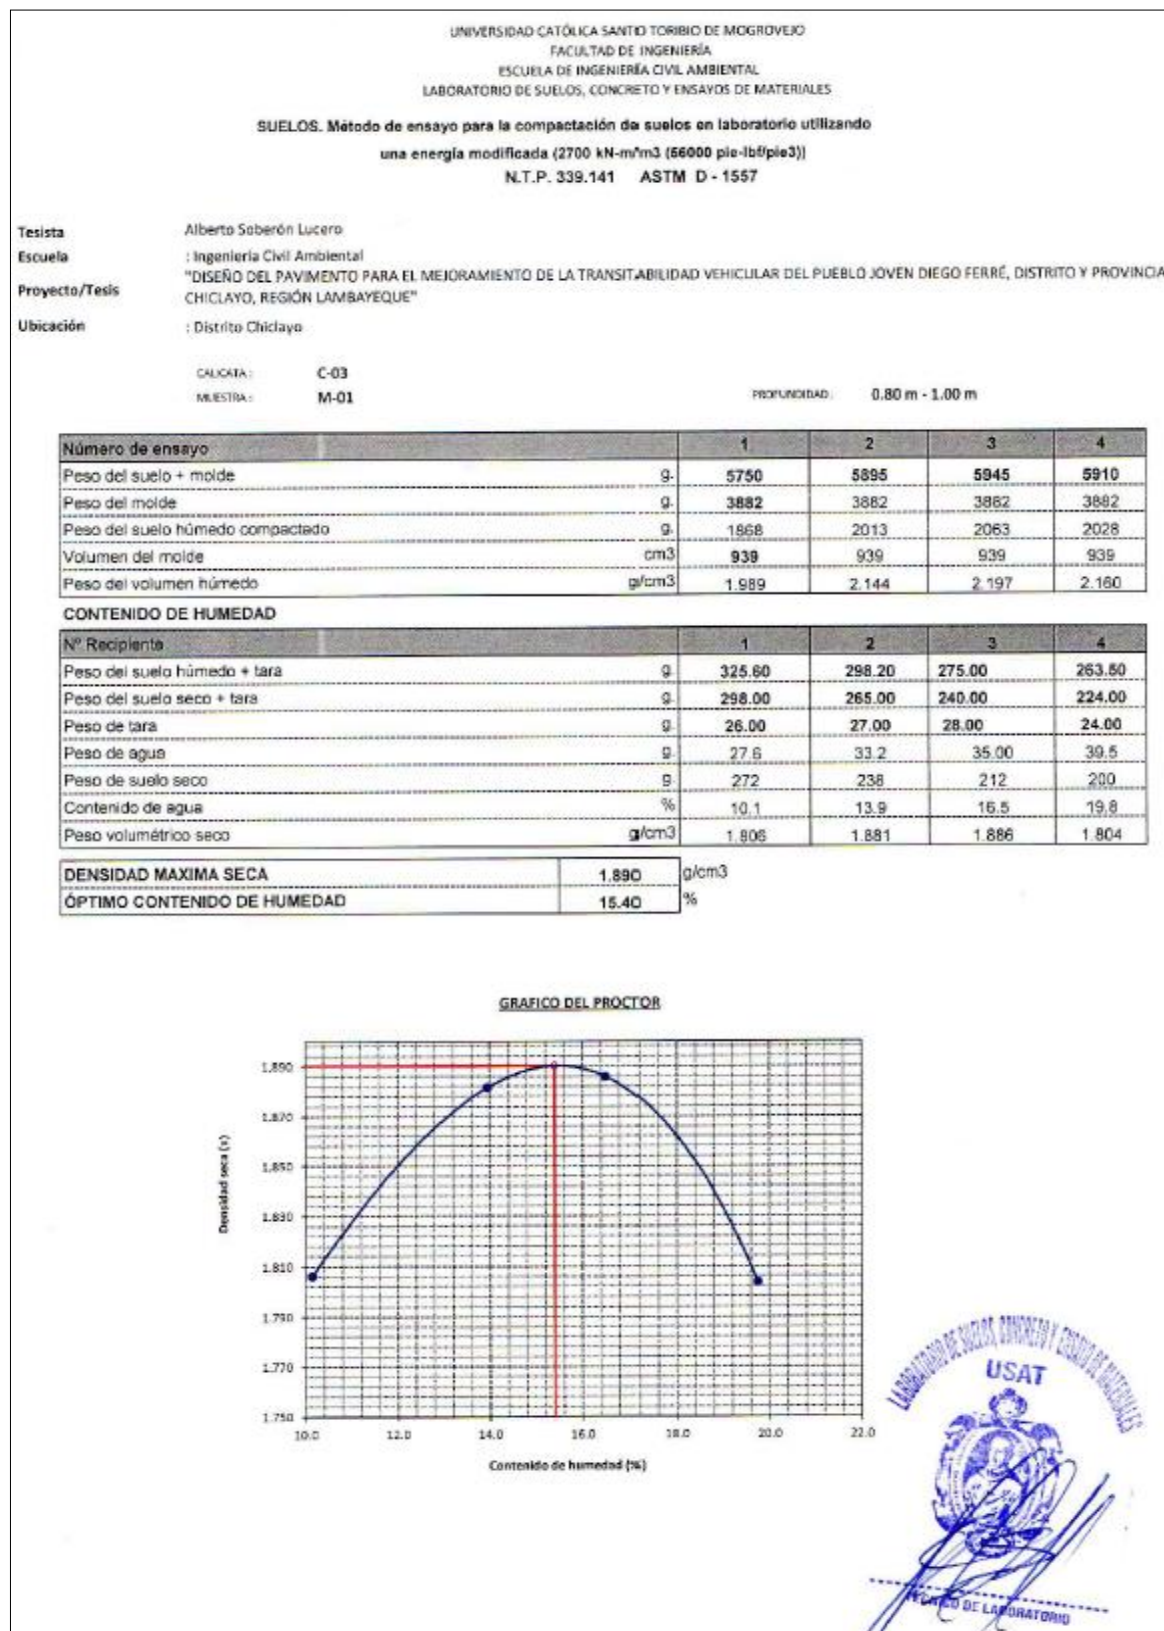 UNIVERSIDAD CATÓLICA SANTO TORIBIO DE MOGROVEJO
FACULTAD DE INGENIERÍA
ESCUELA DE INGENIERÍA CIVIL AMBIENTAL
LABORATORIO DE SUELOS, CONCRETO Y ENSAYOS DE MATERIALES
SUELOS. Método de ensayo para la compactación de suelos en laboratorio utilizando
una energía modificada (2700 kN-m/m3 (56000 pie-lbf/pie3))
N.T.P. 339.141 ASTM D - 1557
Tesista Alberto Soberón Lucero
Escuela : Ingeniería Civil Ambiental
Proyecto/Tesis "DISEÑO DEL PAVIMENTO PARA EL MEJORAMIENTO DE LA TRANSITABILIDAD VEHICULAR DEL PUEBLO JOVEN DIEGO FERRÉ, DISTRITO Y PROVINCIA
CHICLAYO, REGIÓN LAMBAYEQUE"
Ubicación : Distrito Chiclayo
CALICATA : C-03
MUESTRA : M-01 PROFUNDIDAD : 0.80 m - 1.00 m
Número de ensayo 1 2 3 4
Peso del suelo + molde g. 5750 5895 5945 5910
Peso del molde g. 3882 3882 3882 3882
Peso del suelo húmedo compactado g. 1868 2013 2063 2028
Volumen del molde cm3 939 939 939 939
Peso del volumen húmedo g/cm3 1.989 2.144 2.197 2.160
CONTENIDO DE HUMEDAD
Nº Recipiente 1 2 3 4
Peso del suelo húmedo + tara g. 325.60 298.20 275.00 263.50
Peso del suelo seco + tara g. 298.00 265.00 240.00 224.00
Peso de tara g. 26.00 27.00 28.00 24.00
Peso de agua g. 27.6 33.2 35.00 39.5
Peso de suelo seco g. 272 238 212 200
Contenido de agua % 10.1 13.9 16.5 19.8
Peso volumétrico seco g/cm3 1.806 1.881 1.886 1.804
DENSIDAD MAXIMA SECA 1.890 g/cm3
ÓPTIMO CONTENIDO DE HUMEDAD 15.40 %
GRAFICO DEL PROCTOR
Densidad seca (s)
1.890
1.870
1.850
1.830
1.810
1.790
1.770
1.750
10.0 12.0 14.0 16.0 18.0 20.0 22.0
Contenido de humedad (%)
LABORATORIO DE SUELOS, CONCRETO Y ENSAYO DE MATERIALES
USAT
TÉCNICO DE LABORATORIO